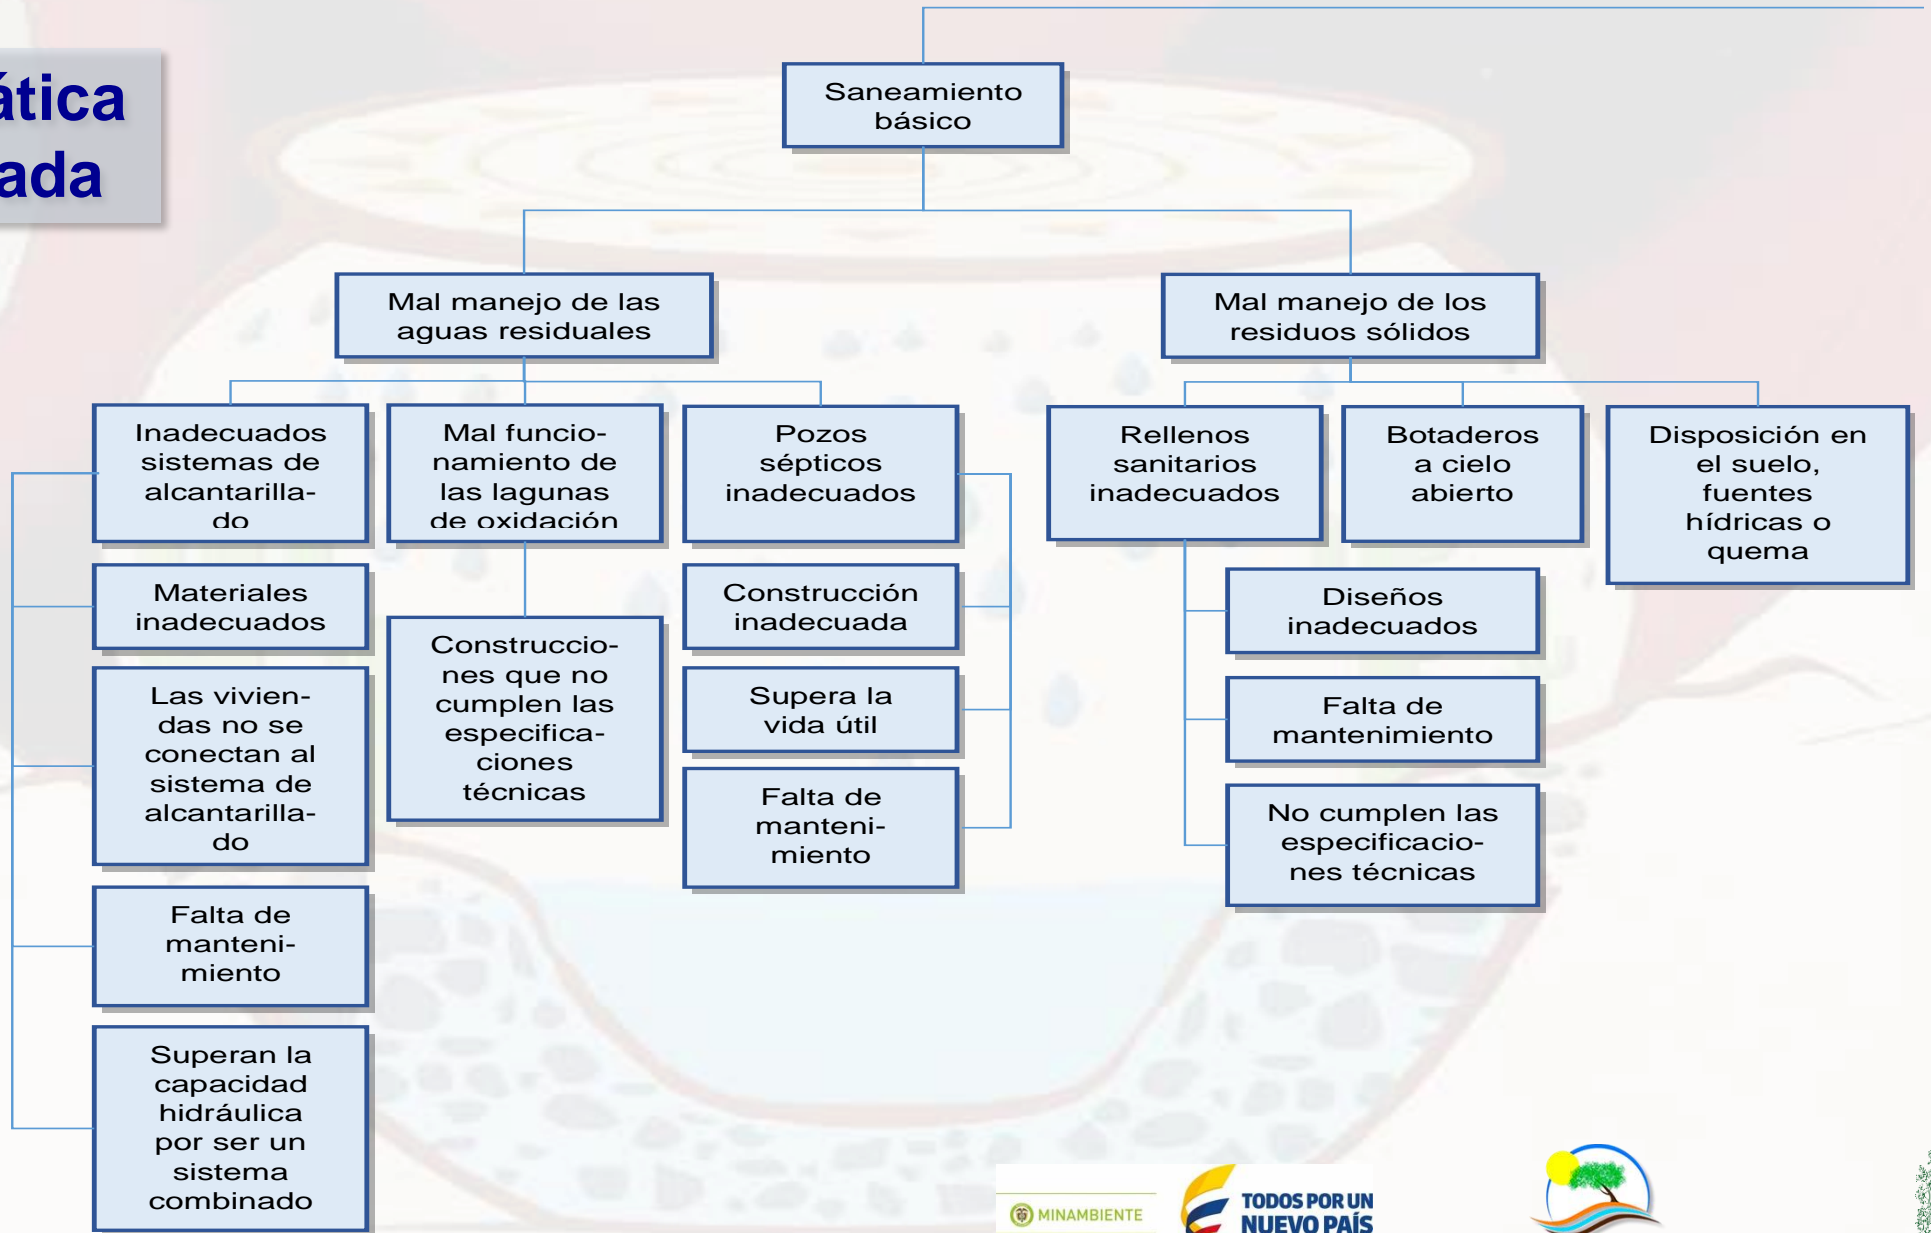 ática
ada
Saneamiento
básico
Mal manejo de las
aguas residuales
Mal manejo de los
residuos sólidos
Inadecuados
sistemas de
alcantarilla-
do
Mal funcio-
namiento de
las lagunas
de oxidación
Pozos
sépticos
inadecuados
Rellenos
sanitarios
inadecuados
Botaderos
a cielo
abierto
Disposición en
el suelo,
fuentes
hídricas o
quema
Materiales
inadecuados
Las vivien-
das no se
conectan al
sistema de
alcantarilla-
do
Falta de
manteni-
miento
Superan la
capacidad
hidráulica
por ser un
sistema
combinado
Construccio-
nes que no
cumplen las
especifica-
ciones
técnicas
Construcción
inadecuada
Supera la
vida útil
Falta de
manteni-
miento
Diseños
inadecuados
Falta de
mantenimiento
No cumplen las
especificacio-
nes técnicas
MINAMBIENTE
TODOS POR UN
NUEVO PAÍS